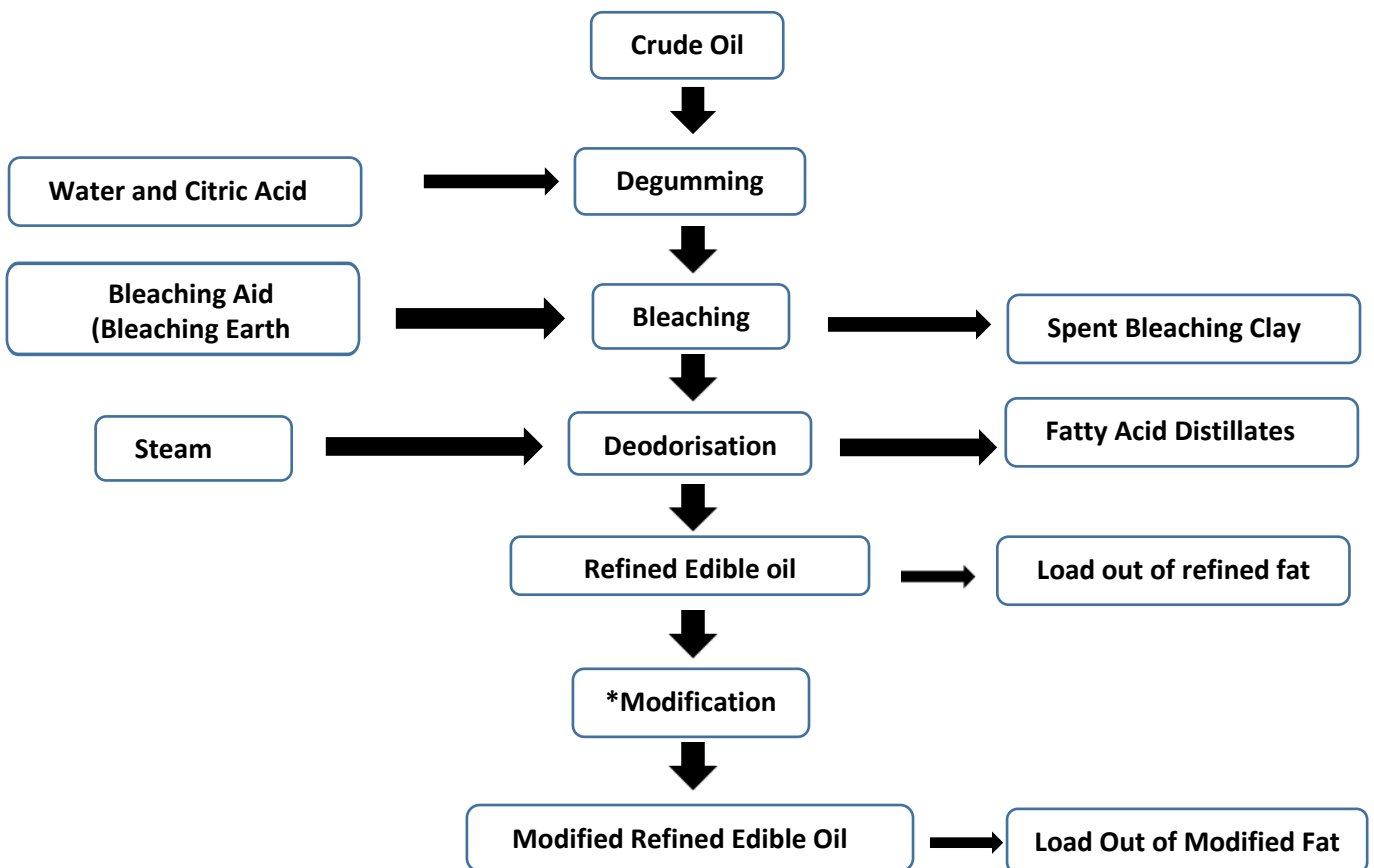 Crude Oil
Water and Citric Acid
Degumming
Bleaching Aid
(Bleaching Earth
Bleaching
Spent Bleaching Clay
Steam
Deodorisation
Fatty Acid Distillates
Refined Edible oil
Load out of refined fat
*Modification
Modified Refined Edible Oil
Load Out of Modified Fat